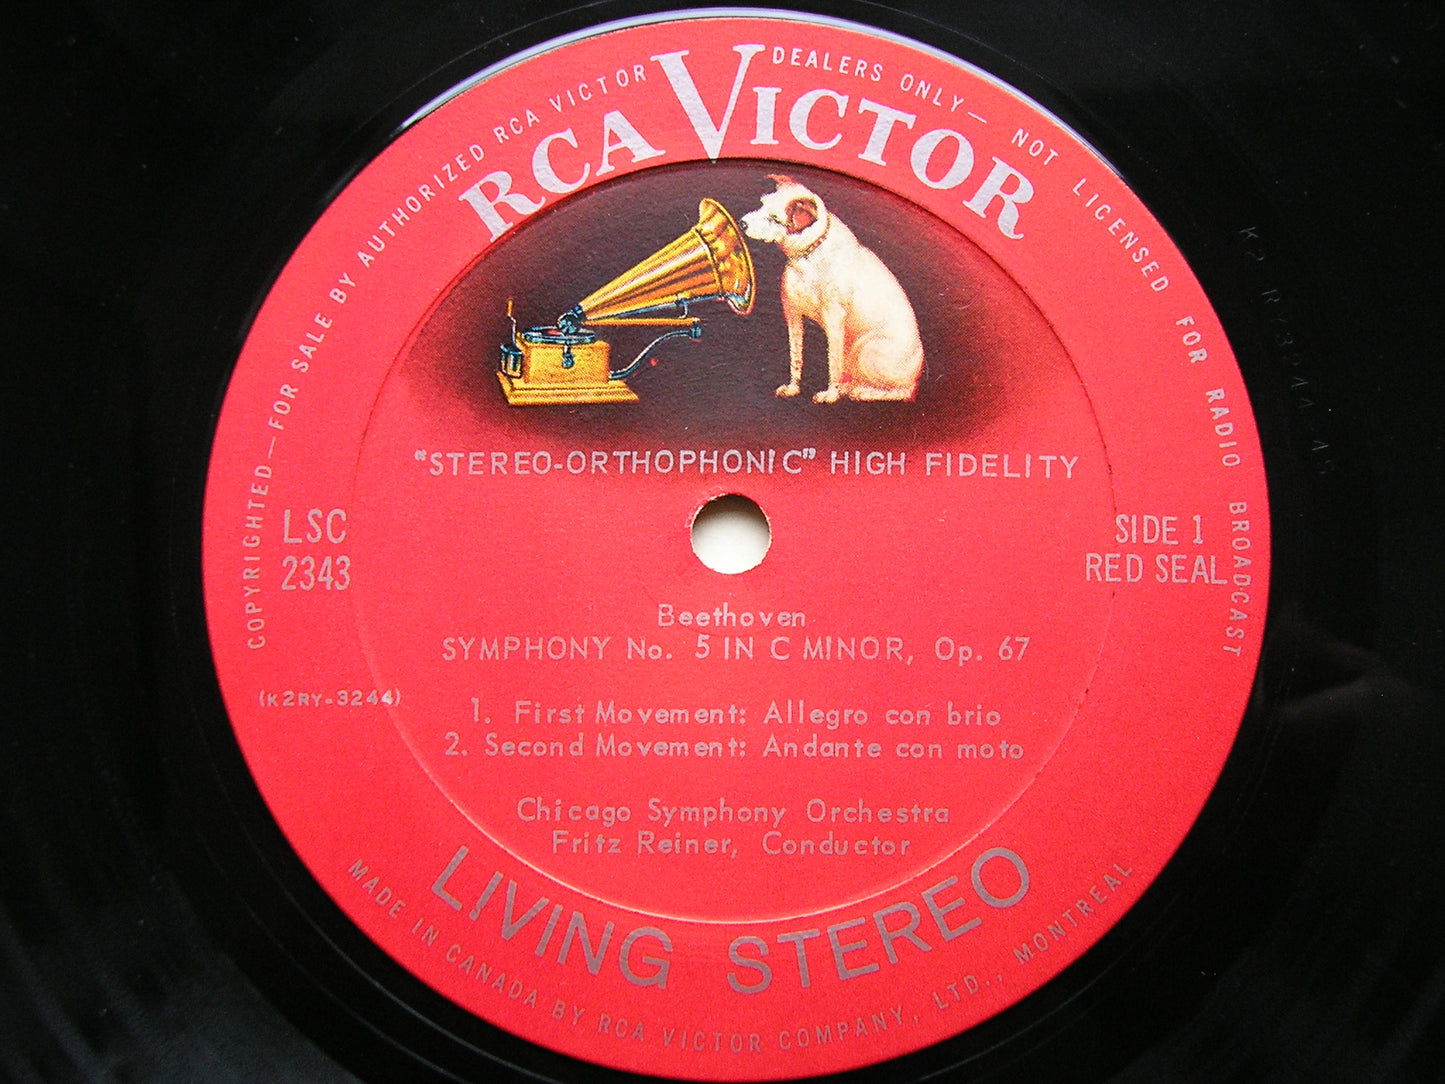 COPYRIGHTED — FOR SALE BY AUTHORIZED RCA VICTOR DEALERS ONLY — NOT LICENSED FOR RADIO BROADCAST
RCA VICTOR
"STEREO-ORTHOPHONIC" HIGH FIDELITY
LSC
2343
SIDE 1
RED SEAL
Beethoven
SYMPHONY No. 5 IN C MINOR, Op. 67
(K2RY-3244)
1. First Movement: Allegro con brio
2. Second Movement: Andante con moto
Chicago Symphony Orchestra
Fritz Reiner, Conductor
LIVING STEREO
MADE IN CANADA BY RCA VICTOR COMPANY, LTD., MONTREAL